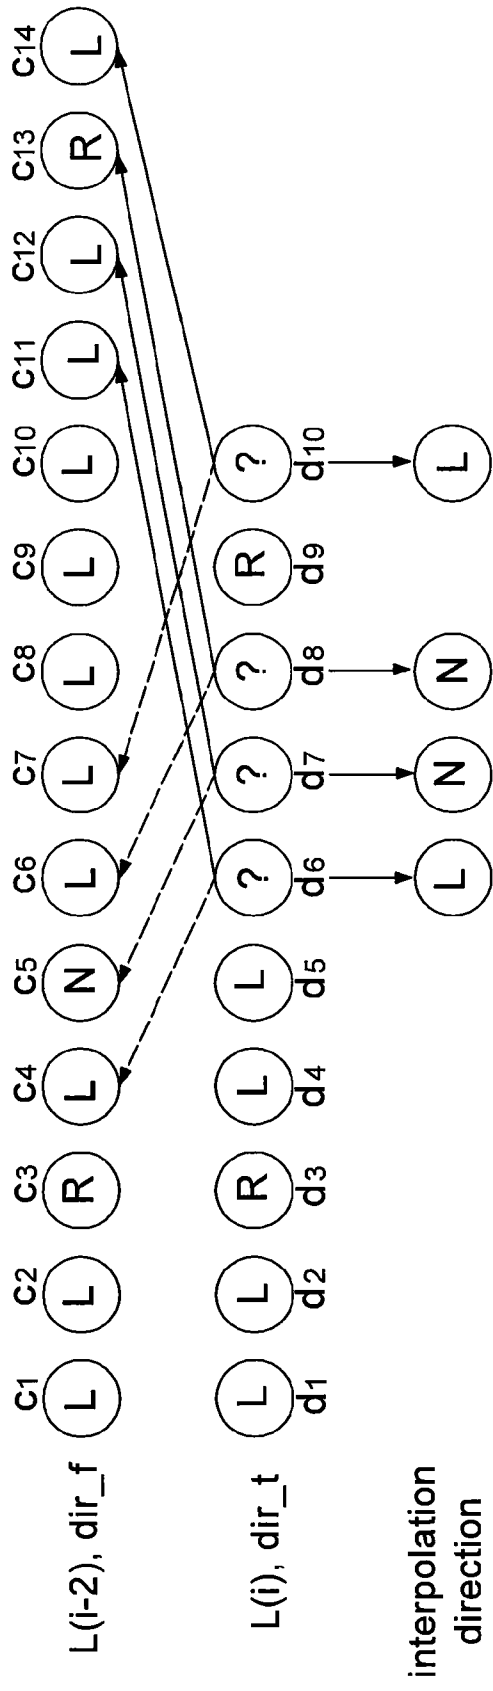 C1 C2 C3 C4 C5 C6 C7 C8 C9 C10 C11 C12 C13 C14
L(i-2), dir_f L L R L N L L L L L L L R L
L(i), dir_t L L R L L ? ? ? R ?
d1 d2 d3 d4 d5 d6 d7 d8 d9 d10
interpolation
direction
L N N L